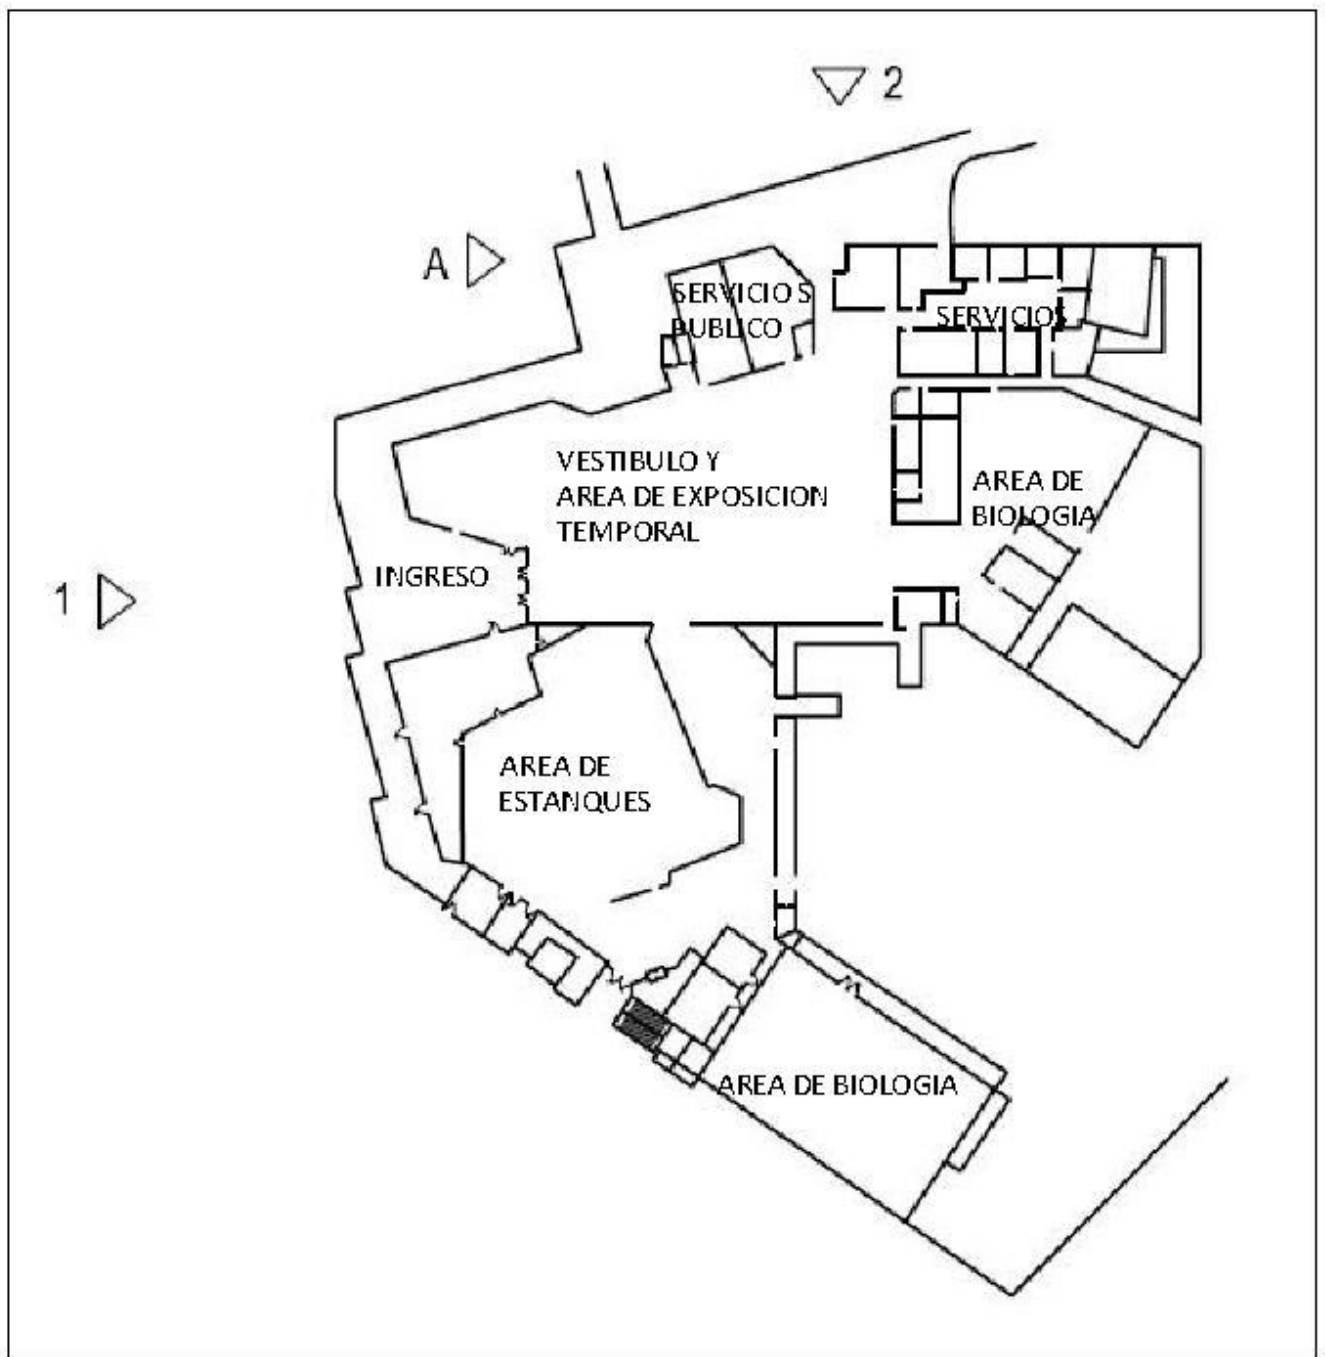 2
A
SERVICIO S
PUBLICO
SERVICIOS
VESTIBULO Y
AREA DE EXPOSICION
TEMPORAL
AREA DE
BIOLOGIA
INGRESO
1
AREA DE
ESTANQUES
AREA DE BIOLOGIA